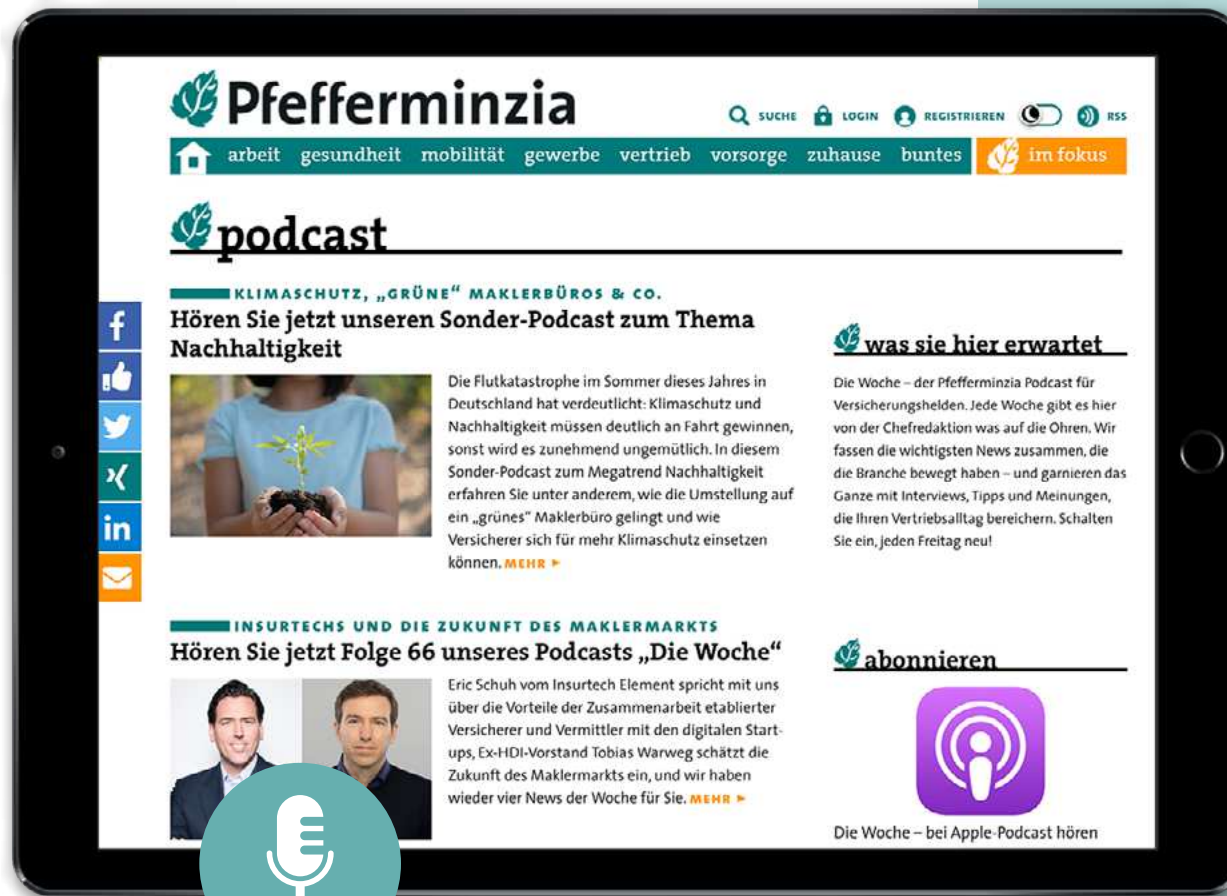 Pfefferminzia
SUCHE LOGIN REGISTRIEREN RSS
arbeit gesundheit mobilität gewerbe vertrieb vorsorge zuhause buntes im fokus
podcast
KLIMASCHUTZ, „GRÜNE“ MAKLERBÜROS & CO.
Hören Sie jetzt unseren Sonder-Podcast zum Thema
Nachhaltigkeit
Die Flutkatastrophe im Sommer dieses Jahres in
Deutschland hat verdeutlicht: Klimaschutz und
Nachhaltigkeit müssen deutlich an Fahrt gewinnen,
sonst wird es zunehmend ungemütlich. In diesem
Sonder-Podcast zum Megatrend Nachhaltigkeit
erfahren Sie unter anderem, wie die Umstellung auf
ein „grünes“ Maklerbüro gelingt und wie
Versicherer sich für mehr Klimaschutz einsetzen
können. MEHR ►
INSURTECHS UND DIE ZUKUNFT DES MAKLERMARKTS
Hören Sie jetzt Folge 66 unseres Podcasts „Die Woche“
Eric Schuh vom Insurtech Element spricht mit uns
über die Vorteile der Zusammenarbeit etablierter
Versicherer und Vermittler mit den digitalen Start-
ups, Ex-HDI-Vorstand Tobias Warweg schätzt die
Zukunft des Maklermarkts ein, und wir haben
wieder vier News der Woche für Sie. MEHR ►
was sie hier erwartet
Die Woche – der Pfefferminzia Podcast für
Versicherungshelden. Jede Woche gibt es hier
von der Chefredaktion was auf die Ohren. Wir
fassen die wichtigsten News zusammen, die
die Branche bewegt haben – und garnieren das
Ganze mit Interviews, Tipps und Meinungen,
die Ihren Vertriebsalltag bereichern. Schalten
Sie ein, jeden Freitag neu!
abonnieren
Die Woche – bei Apple-Podcast hören